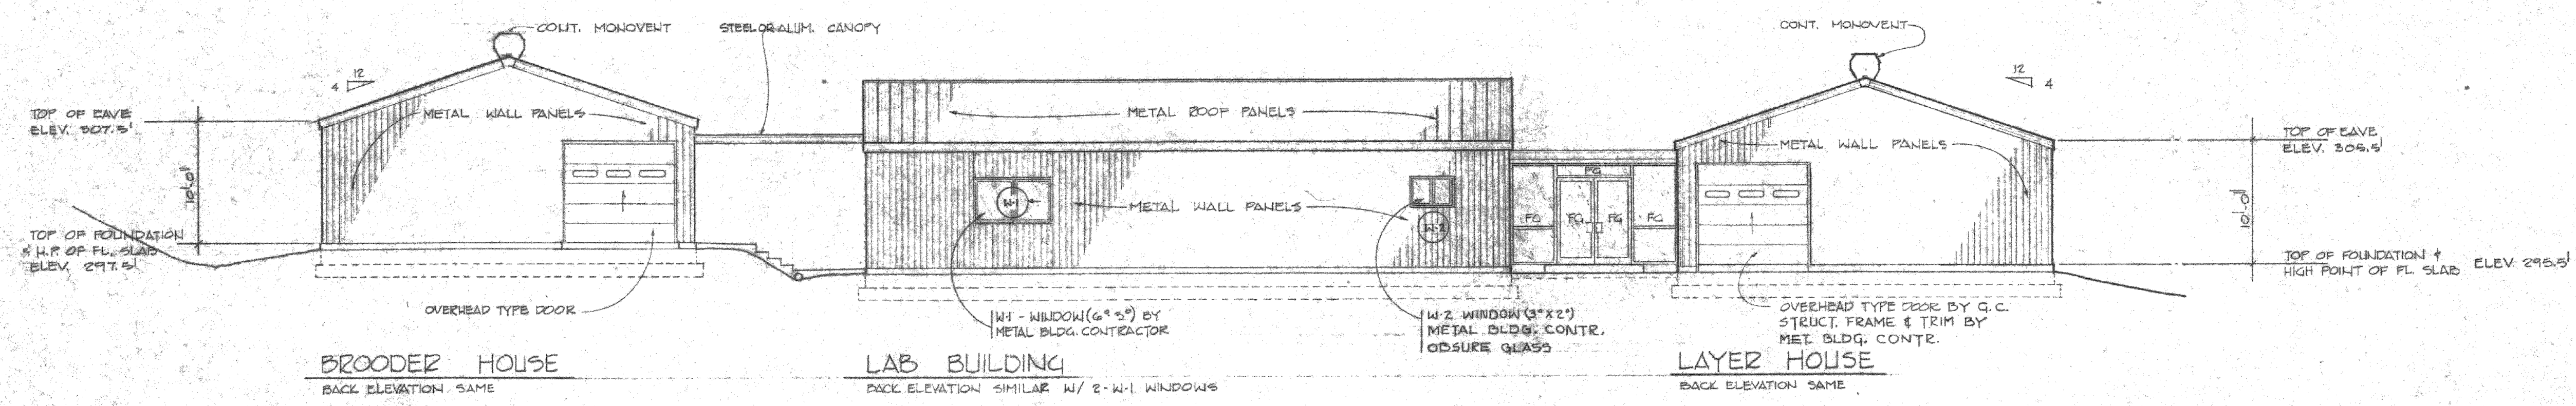 CONT. MONOVENT
STEEL OR ALUM. CANOPY
CONT. MONOVENT
12
4
12
4
TOP OF EAVE
ELEV. 307.5'
METAL WALL PANELS
METAL ROOF PANELS
METAL WALL PANELS
TOP OF EAVE
ELEV. 305.5'
10'-0"
W-1
METAL WALL PANELS
W-2
FG
FG
FG
FG
FG
10'-0"
TOP OF FOUNDATION
& H.P. OF FL. SLAB
ELEV. 297.5'
TOP OF FOUNDATION &
HIGH POINT OF FL. SLAB ELEV. 295.5'
OVERHEAD TYPE DOOR
W-1 - WINDOW (6° 3°) BY
METAL BLDG. CONTRACTOR
W-2 WINDOW (3° X 2°)
METAL BLDG. CONTR.
OBSURE GLASS
OVERHEAD TYPE DOOR BY G.C.
STRUCT. FRAME & TRIM BY
MET. BLDG. CONTR.
BROODER HOUSE
BACK ELEVATION SAME
LAB BUILDING
BACK ELEVATION SIMILAR W/ 2-W-1 WINDOWS
LAYER HOUSE
BACK ELEVATION SAME